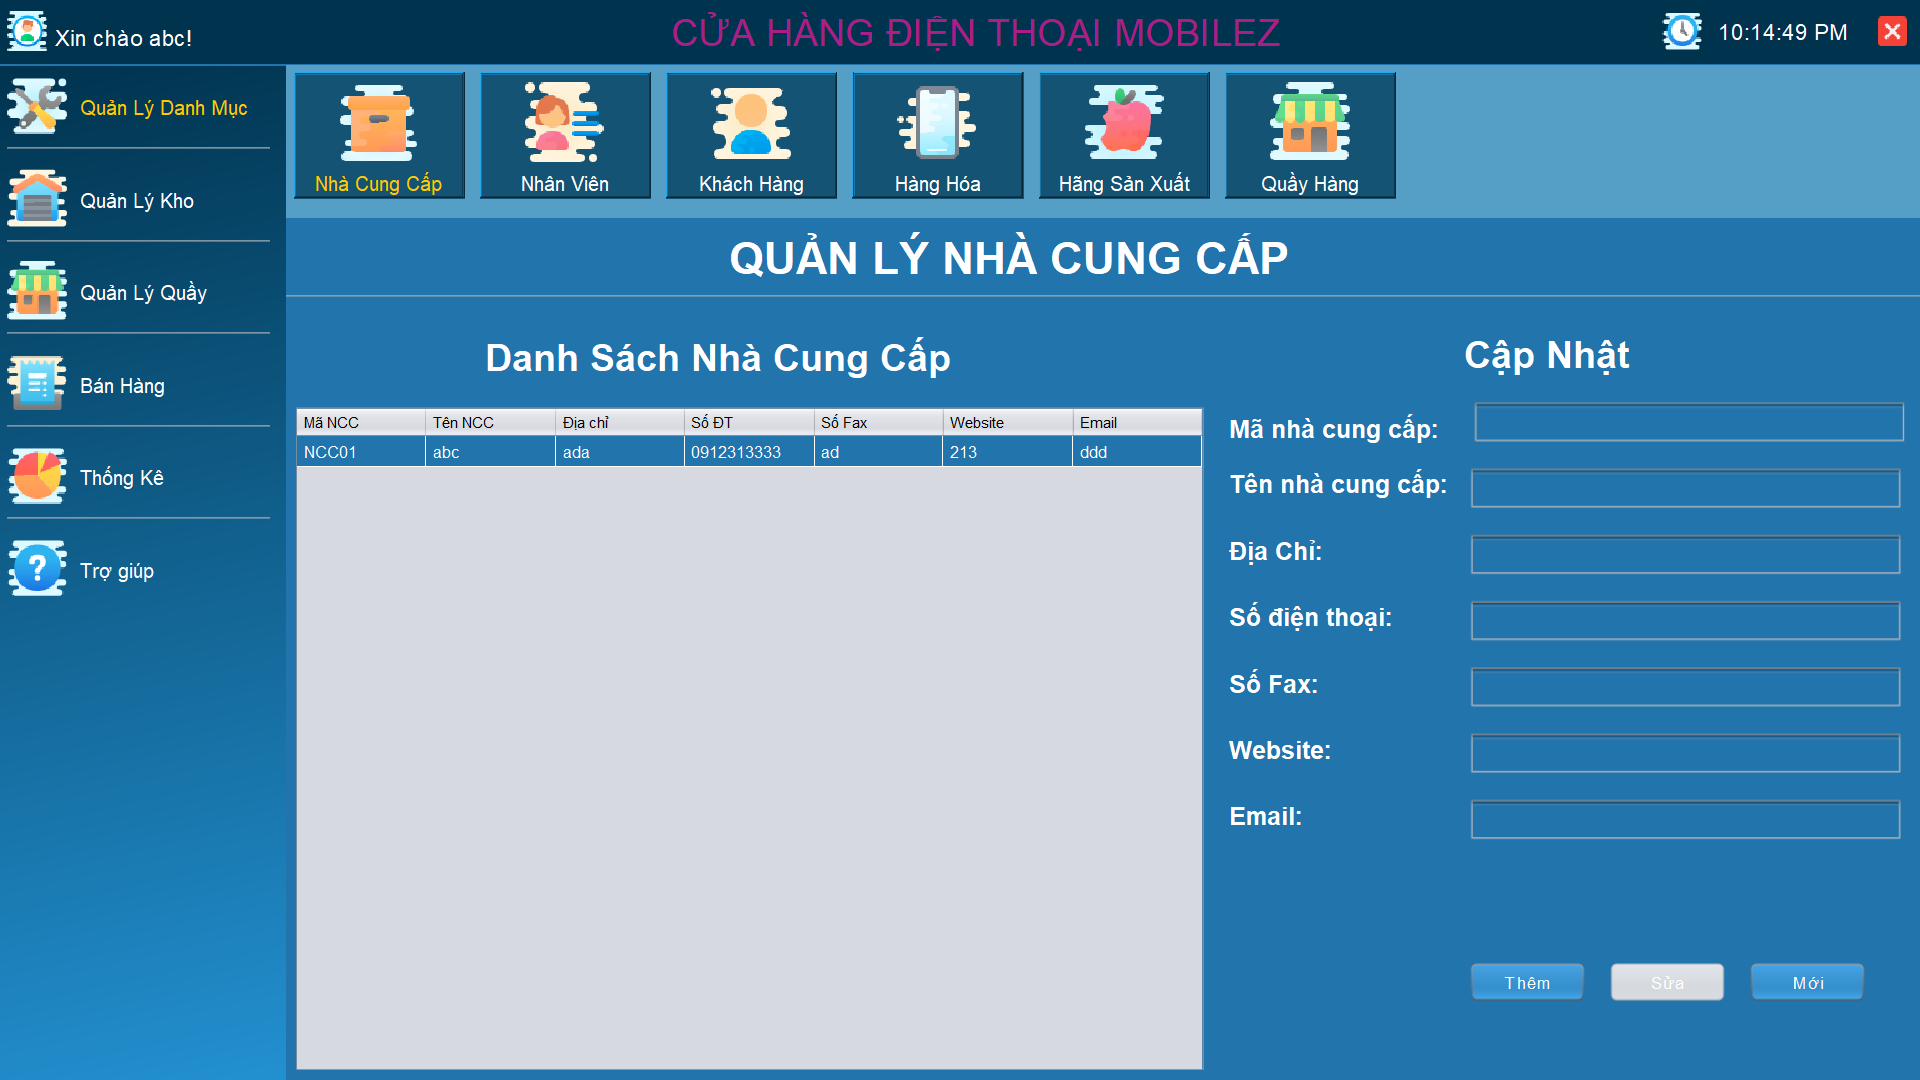 Xin chào abc!
CỬA HÀNG ĐIỆN THOẠI MOBILEZ
10:14:49 PM
Quản Lý Danh Mục
Quản Lý Kho
Quản Lý Quầy
Bán Hàng
Thống Kê
?
Trợ giúp
Nhà Cung Cấp
Nhân Viên
Khách Hàng
Hàng Hóa
Hãng Sản Xuất
Quầy Hàng
QUẢN LÝ NHÀ CUNG CẤP
Danh Sách Nhà Cung Cấp
Mã NCC Tên NCC Địa chỉ Số ĐT Số Fax Website Email
NCC01 abc ada 0912313333 ad 213 ddd
Cập Nhật
Mã nhà cung cấp:
Tên nhà cung cấp:
Địa Chỉ:
Số điện thoại:
Số Fax:
Website:
Email:
Thêm Sửa Mới